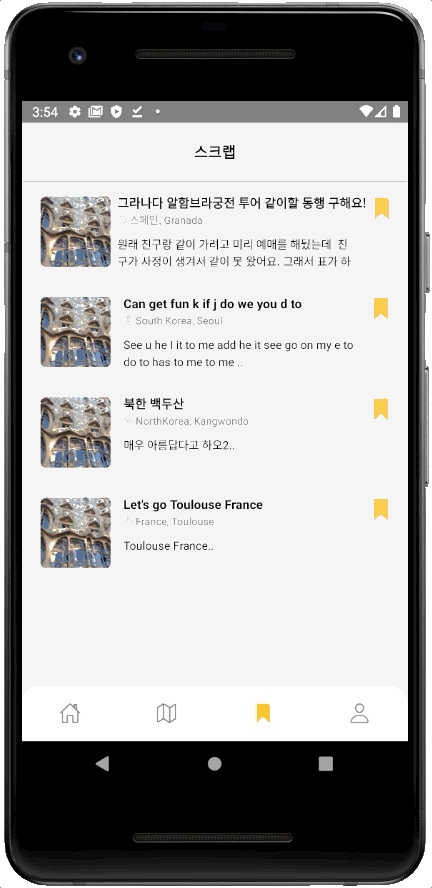 3:54
스크랩
그라나다 알함브라궁전 투어 같이할 동행 구해요!
스페인, Granada
원래 친구랑 같이 가려고 미리 예매를 해뒀는데 진
구가 사정이 생겨서 같이 못 왔어요. 그래서 표가 하
Can get fun k if j do we you d to
South Korea, Seoul
See u he I it to me add he it see go on my e to
do to has to me to me ..
북한 백두산
NorthKorea, Kangwondo
매우 아름답다고 하오2..
Let's go Toulouse France
France, Toulouse
Toulouse France..